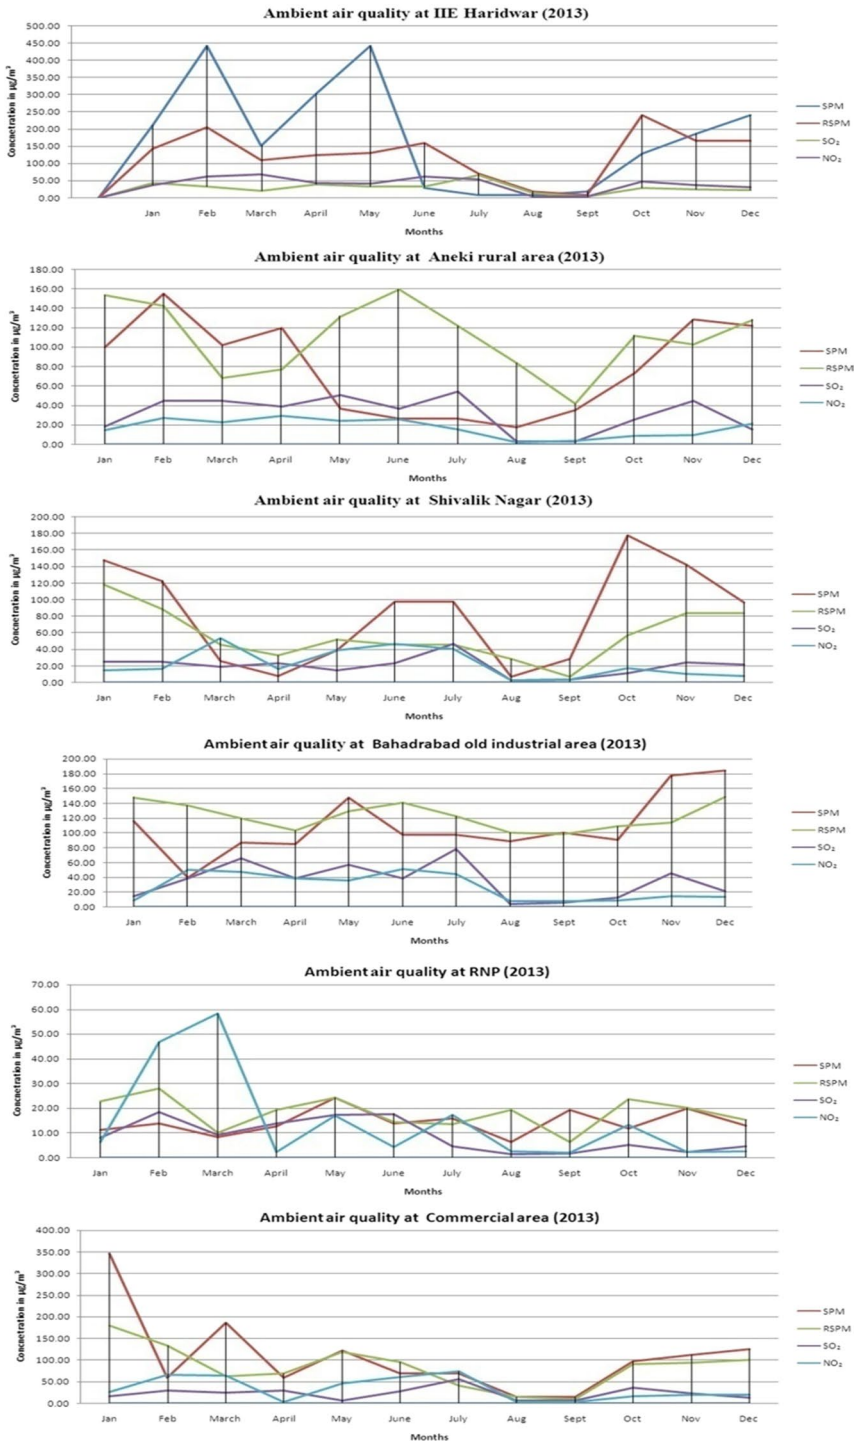 Ambient air quality at IIE Haridwar (2013)
500.00
450.00
400.00
350.00
300.00
250.00
200.00
150.00
100.00
50.00
0.00
Concnetration in µg/m³
Jan Feb March April May June July Aug Sept Oct Nov Dec
Months
SPM
RSPM
SO₂
NO₂
Ambient air quality at Aneki rural area (2013)
180.00
160.00
140.00
120.00
100.00
80.00
60.00
40.00
20.00
0.00
Concnetration in µg/m³
Jan Feb March April May June July Aug Sept Oct Nov Dec
Months
SPM
RSPM
SO₂
NO₂
Ambient air quality at Shivalik Nagar (2013)
200.00
180.00
160.00
140.00
120.00
100.00
80.00
60.00
40.00
20.00
0.00
Concnetration in µg/m³
Jan Feb March April May June July Aug Sept Oct Nov Dec
Months
SPM
RSPM
SO₂
NO₂
Ambient air quality at Bahadrabad old industrial area (2013)
200.00
180.00
160.00
140.00
120.00
100.00
80.00
60.00
40.00
20.00
0.00
Concnetration in µg/m³
Jan Feb March April May June July Aug Sept Oct Nov Dec
Months
SPM
RSPM
SO₂
NO₂
Ambient air quality at RNP (2013)
70.00
60.00
50.00
40.00
30.00
20.00
10.00
0.00
Concnetration in µg/m³
Jan Feb March April May June July Aug Sept Oct Nov Dec
Months
SPM
RSPM
SO₂
NO₂
Ambient air quality at Commercial area (2013)
400.00
350.00
300.00
250.00
200.00
150.00
100.00
50.00
0.00
Concnetration in µg/m³
Jan Feb March April May June July Aug Sept Oct Nov Dec
Months
SPM
RSPM
SO₂
NO₂